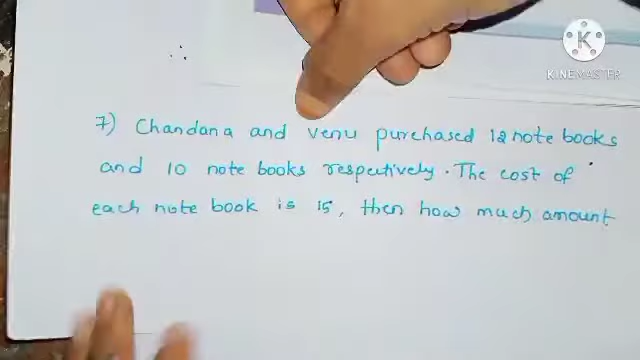 KINEMASTER
7) Chandana and Venu purchased 12 note books
and 10 note books respectively. The cost of
each note book is 15, then how much amount